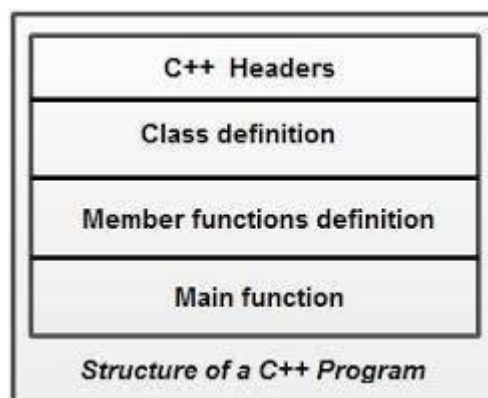 C++ Headers
Class definition
Member functions definition
Main function
Structure of a C++ Program